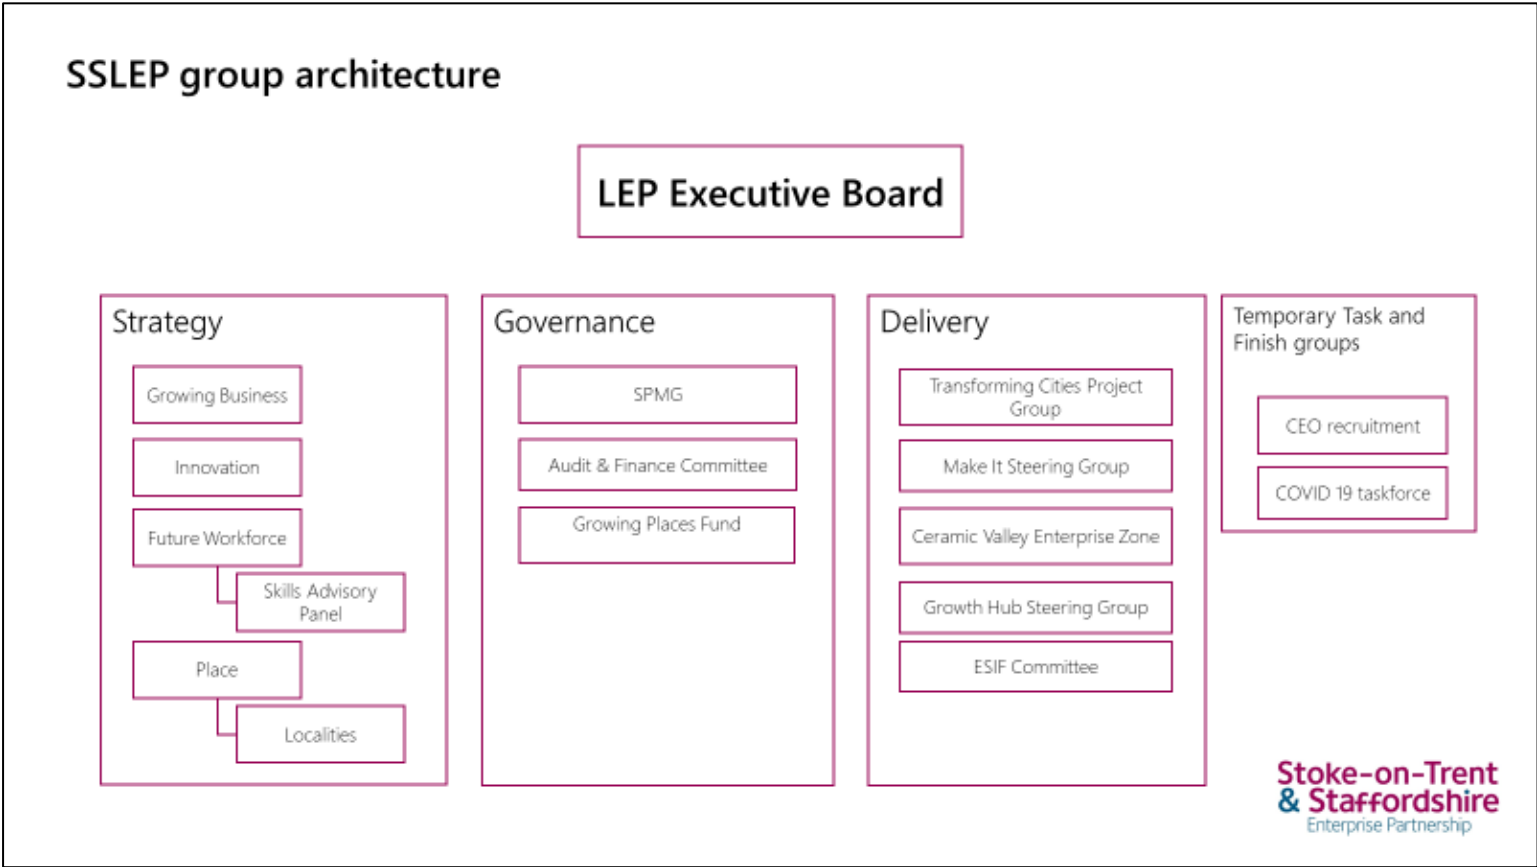 SSLEP group architecture
LEP Executive Board
Strategy
Growing Business
Innovation
Future Workforce
Skills Advisory
Panel
Place
Localities
Governance
SPMG
Audit & Finance Committee
Growing Places Fund
Delivery
Transforming Cities Project
Group
Make It Steering Group
Ceramic Valley Enterprise Zone
Growth Hub Steering Group
ESIF Committee
Temporary Task and
Finish groups
CEO recruitment
COVID 19 taskforce
Stoke-on-Trent
& Staffordshire
Enterprise Partnership